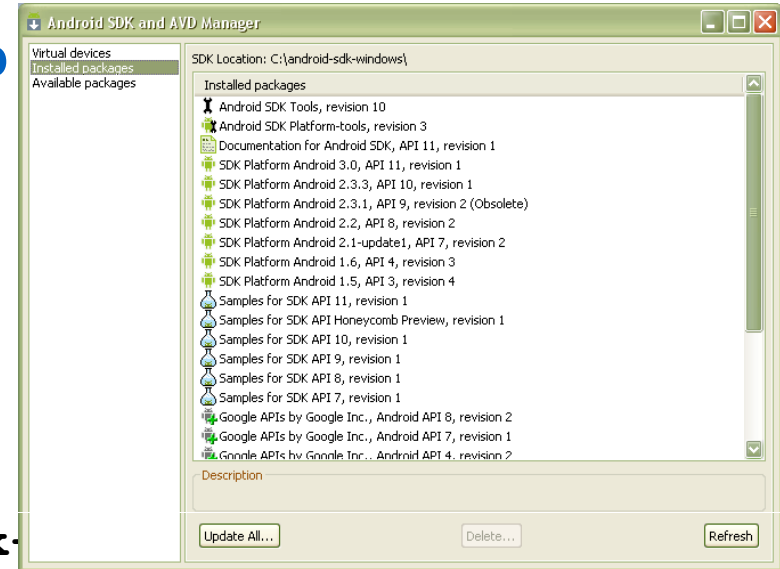 Android SDK and AVD Manager
Virtual devices
Installed packages
Available packages
SDK Location: C:\android-sdk-windows\
Installed packages
Android SDK Tools, revision 10
Android SDK Platform-tools, revision 3
Documentation for Android SDK, API 11, revision 1
SDK Platform Android 3.0, API 11, revision 1
SDK Platform Android 2.3.3, API 10, revision 1
SDK Platform Android 2.3.1, API 9, revision 2 (Obsolete)
SDK Platform Android 2.2, API 8, revision 2
SDK Platform Android 2.1-update1, API 7, revision 2
SDK Platform Android 1.6, API 4, revision 3
SDK Platform Android 1.5, API 3, revision 4
Samples for SDK API 11, revision 1
Samples for SDK API Honeycomb Preview, revision 1
Samples for SDK API 10, revision 1
Samples for SDK API 9, revision 1
Samples for SDK API 8, revision 1
Samples for SDK API 7, revision 1
Google APIs by Google Inc., Android API 8, revision 2
Google APIs by Google Inc., Android API 7, revision 1
Google APIs by Google Inc., Android API 4, revision 2
Description
Update All...
Delete...
Refresh